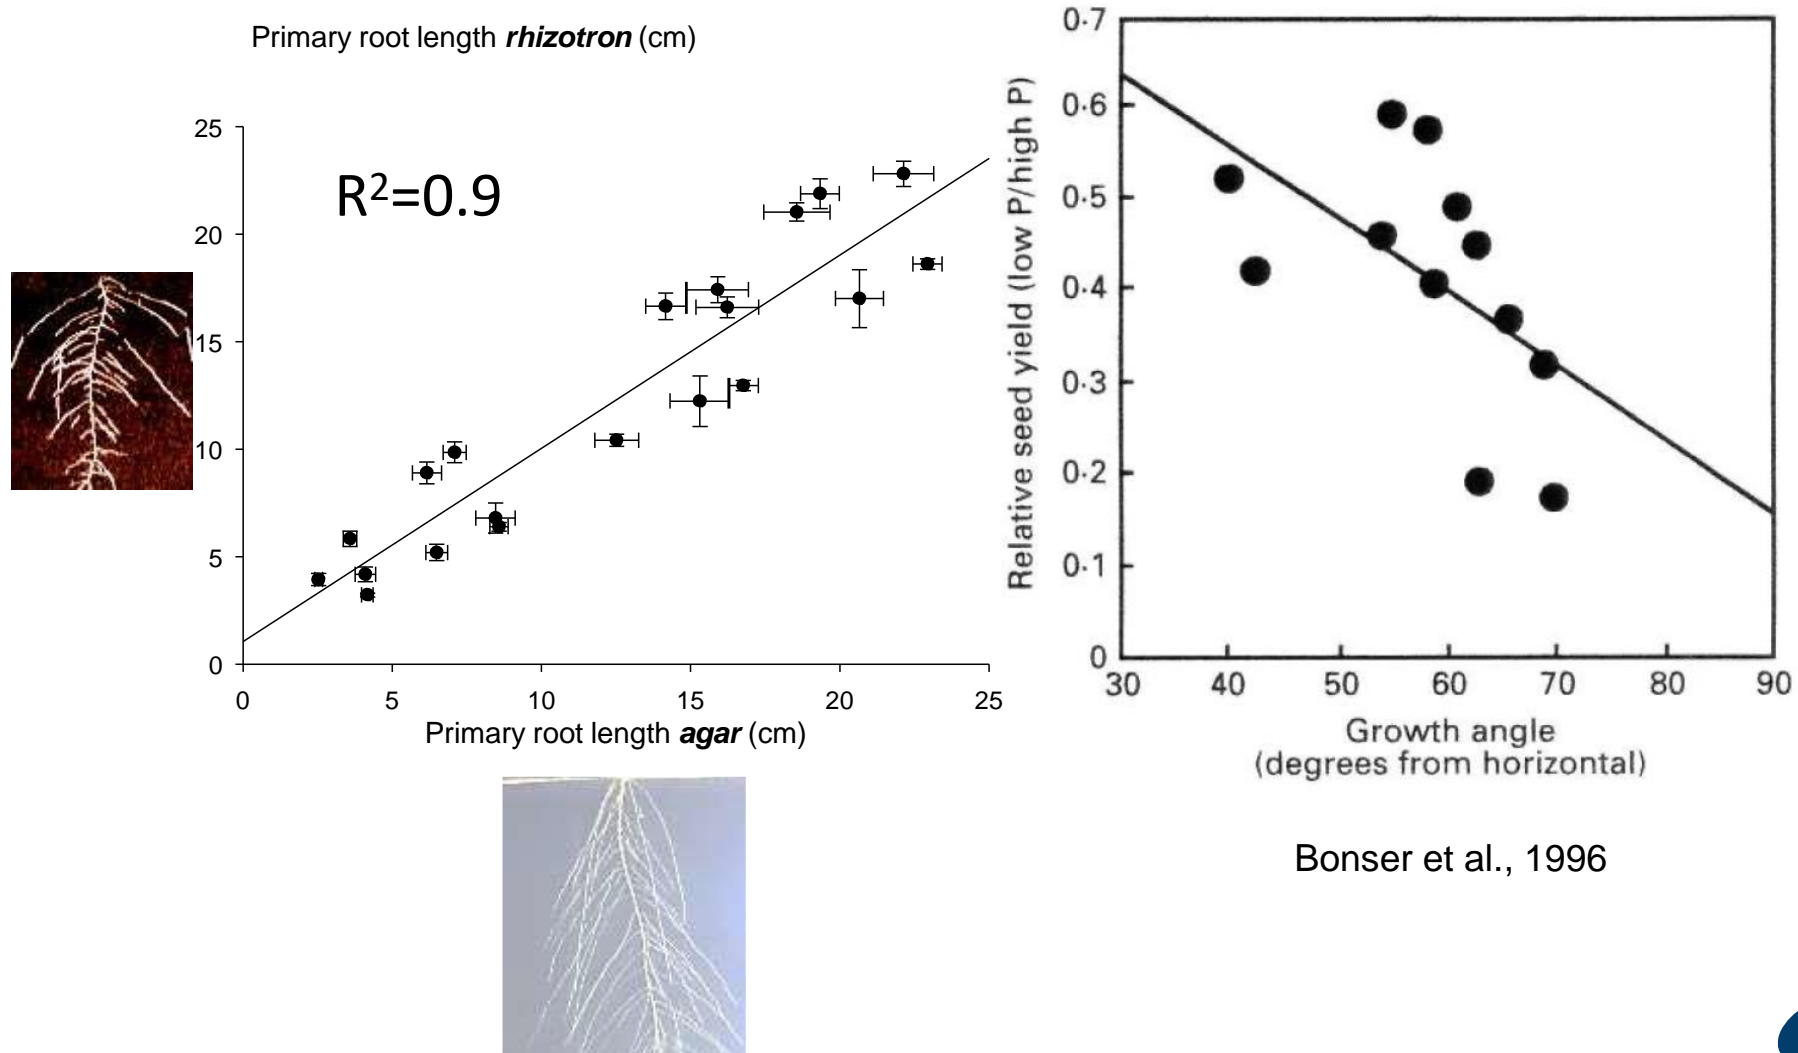 Primary root length rhizotron (cm)
25
20
15
10
5
0
R²=0.9
0 5 10 15 20 25
Primary root length agar (cm)
Relative seed yield (low P/high P)
0·7
0·6
0·5
0·4
0·3
0·2
0·1
0
30 40 50 60 70 80 90
Growth angle
(degrees from horizontal)
Bonser et al., 1996